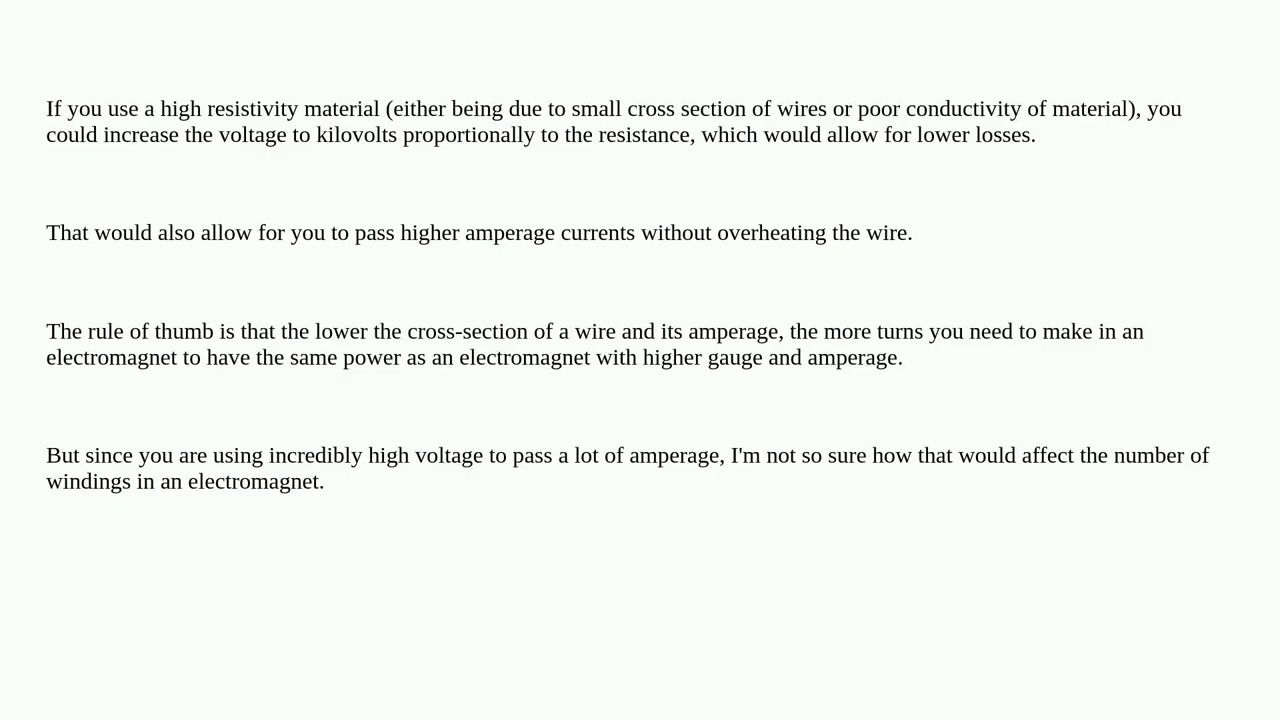 If you use a high resistivity material (either being due to small cross section of wires or poor conductivity of material), you
could increase the voltage to kilovolts proportionally to the resistance, which would allow for lower losses.
That would also allow for you to pass higher amperage currents without overheating the wire.
The rule of thumb is that the lower the cross-section of a wire and its amperage, the more turns you need to make in an
electromagnet to have the same power as an electromagnet with higher gauge and amperage.
But since you are using incredibly high voltage to pass a lot of amperage, I'm not so sure how that would affect the number of
windings in an electromagnet.